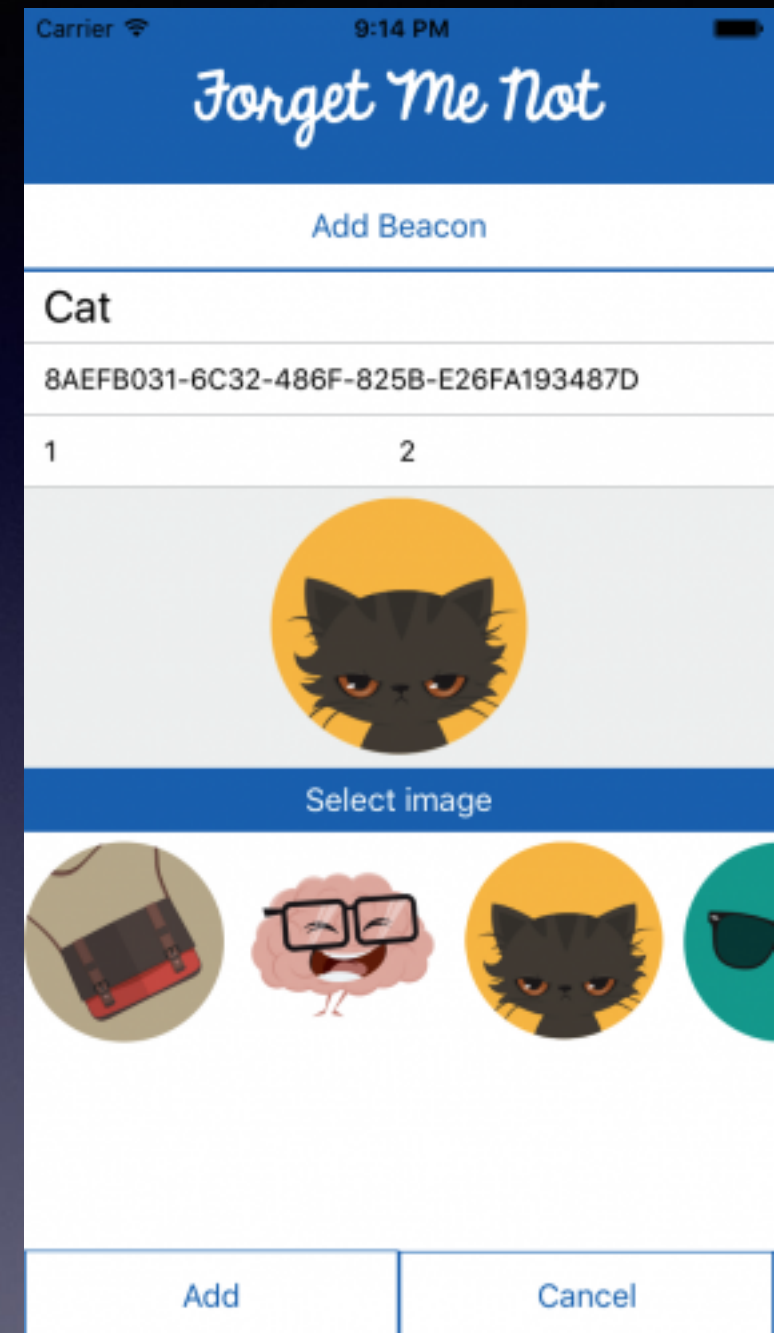 Carrier 9:14 PM
Forget Me Not
Add Beacon
Cat
8AEFB031-6C32-486F-825B-E26FA193487D
1 2
Select image
Add Cancel